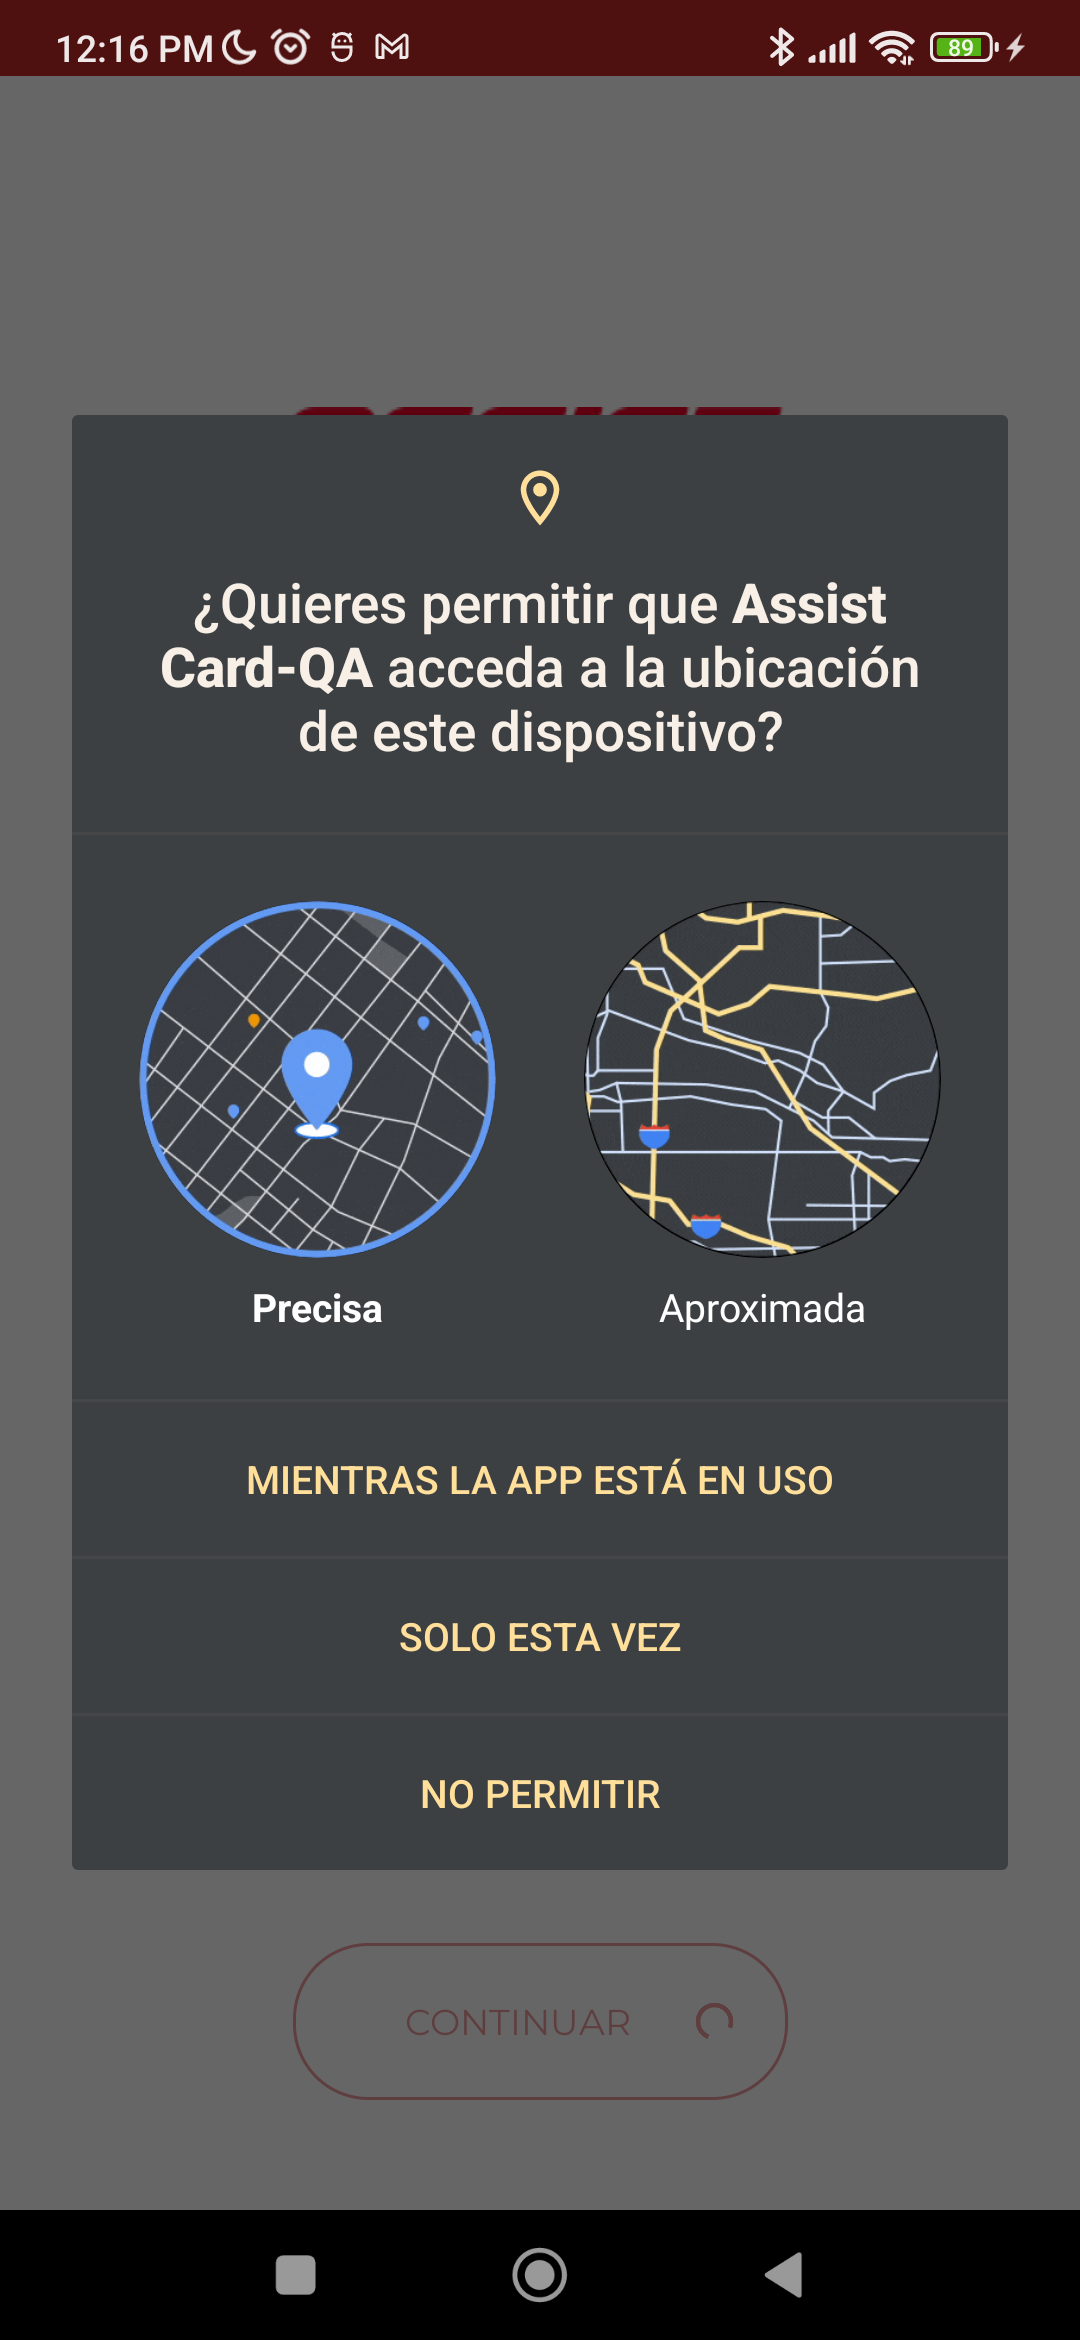 12:16 PM
89
¿Quieres permitir que Assist
Card-QA acceda a la ubicación
de este dispositivo?
Precisa
Aproximada
MIENTRAS LA APP ESTÁ EN USO
SOLO ESTA VEZ
NO PERMITIR
CONTINUAR